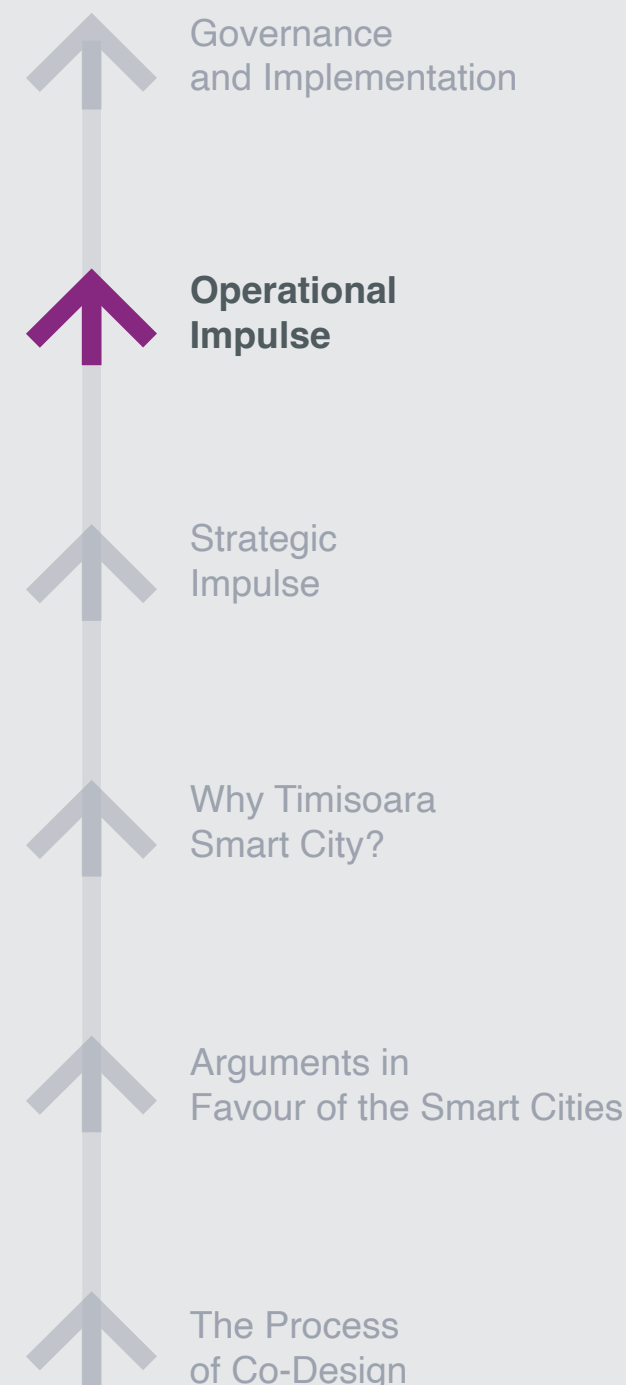 Governance
and Implementation
Operational
Impulse
Strategic
Impulse
Why Timisoara
Smart City?
Arguments in
Favour of the Smart Cities
The Process
of Co-Design